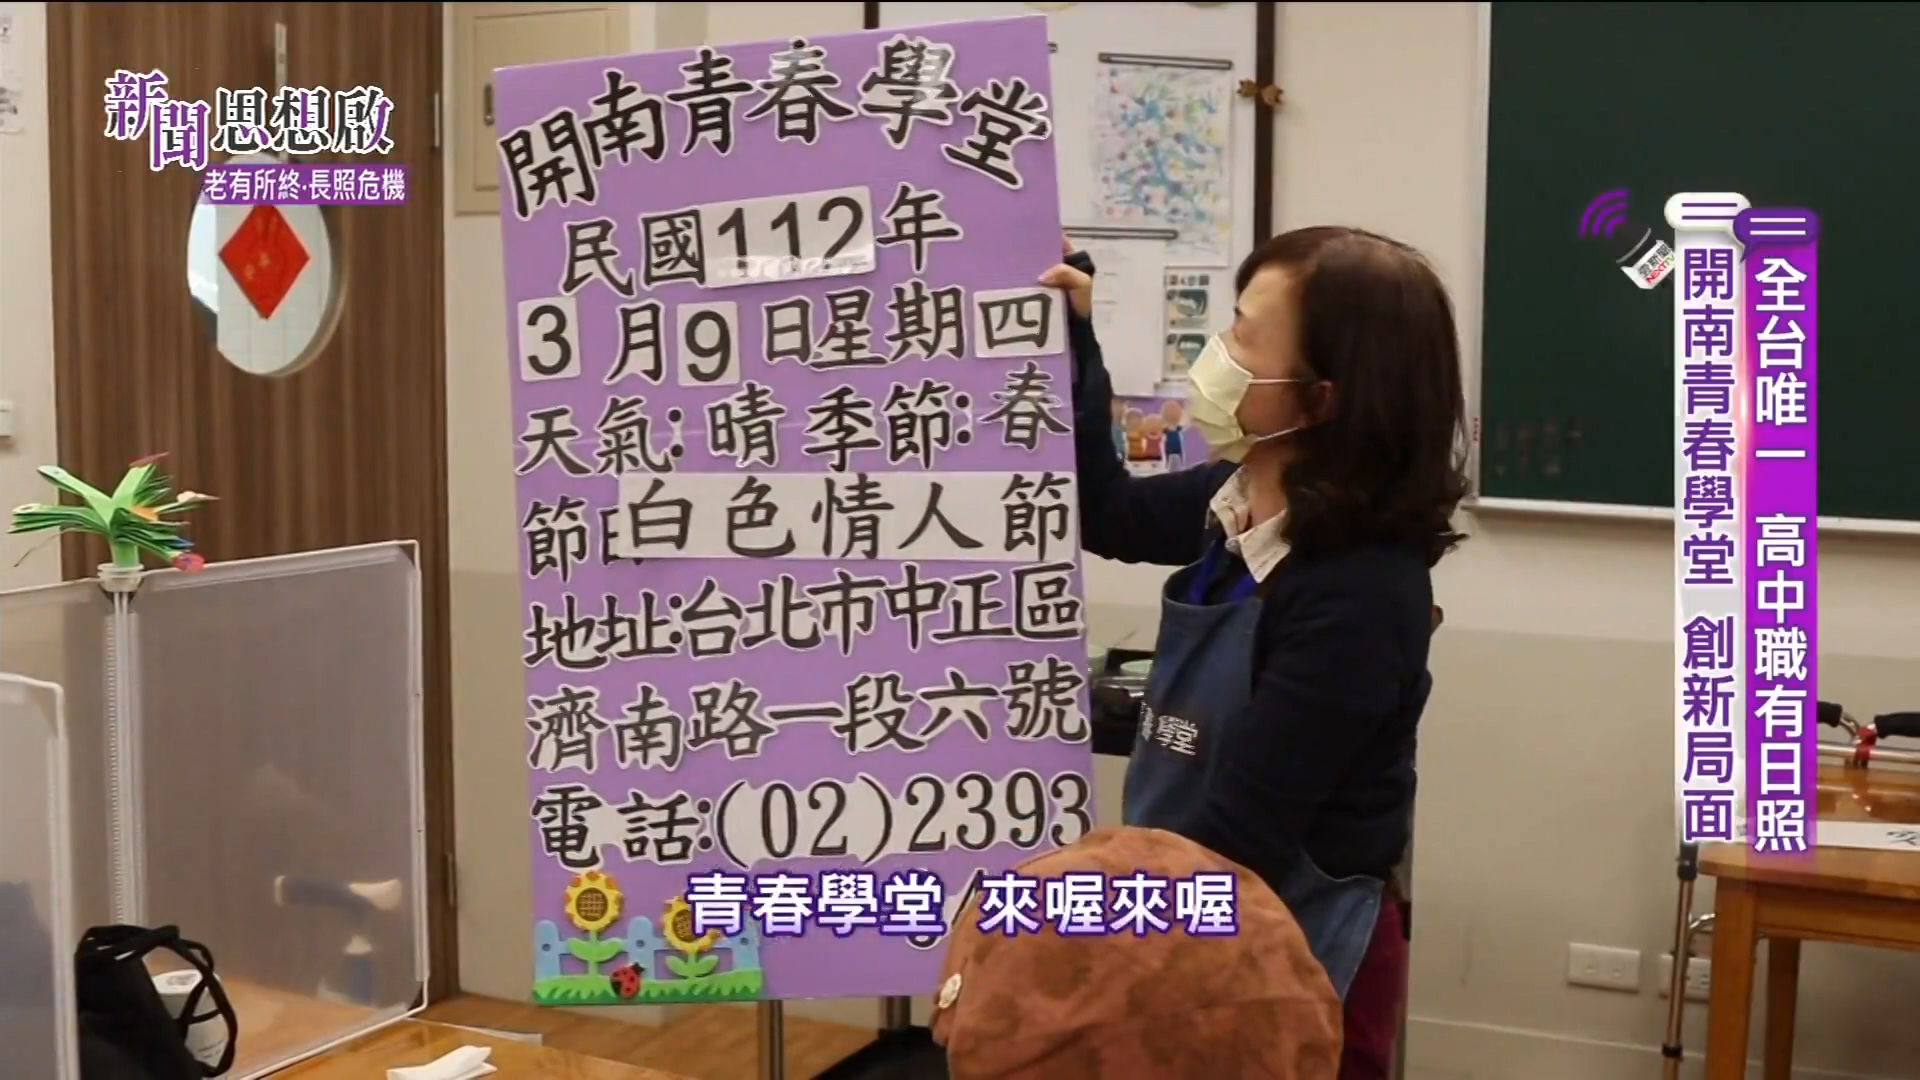 新聞思想啟
老有所終·長照危機
開南青春學堂
民國112年
3月9日星期四
天氣:晴 季節:春
節日 白色情人節
地址:台北市中正區
濟南路一段六號
電話:(02)2393
青春學堂 來喔來喔
全台唯一 高中職有日照
開南青春學堂 創新局面
壹新聞
NEXTTV